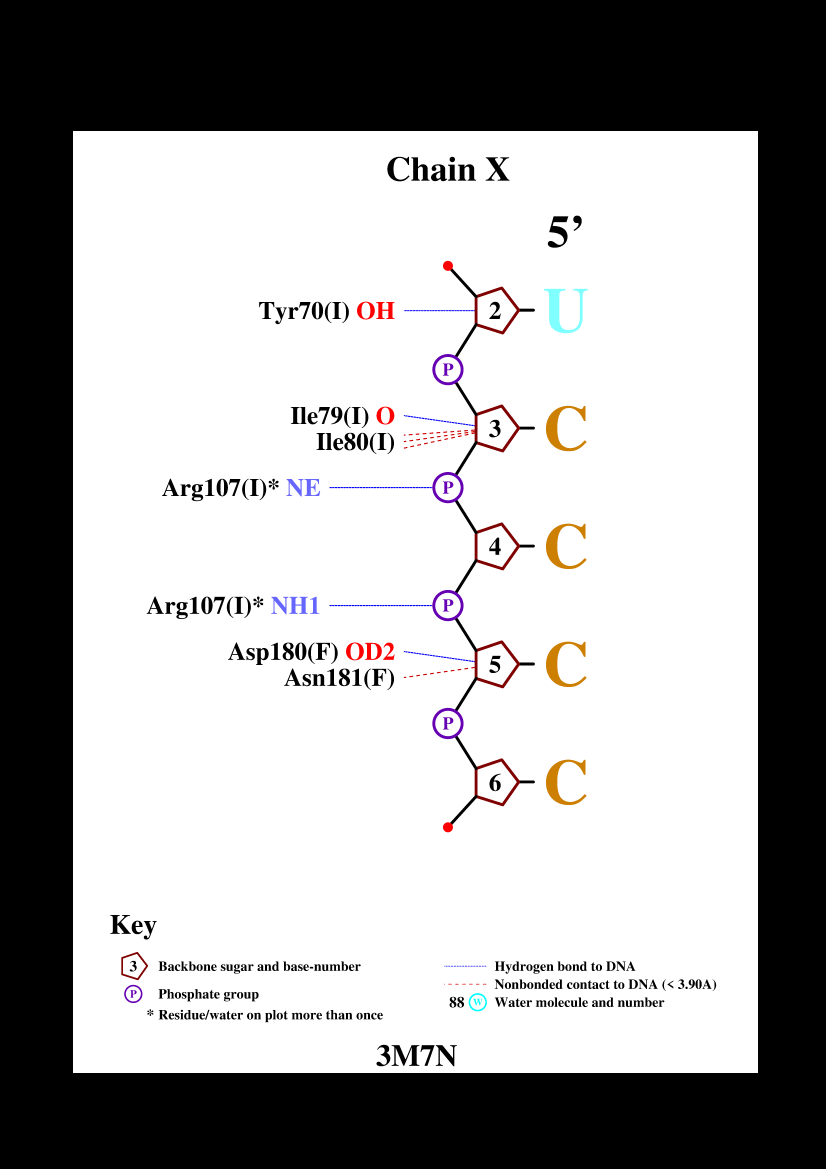 Chain X
5’
Tyr70(I) OH 2 U
P
Ile79(I) O
Ile80(I) 3 C
Arg107(I)* NE P
4 C
Arg107(I)* NH1 P
Asp180(F) OD2
Asn181(F) 5 C
P
6 C
Key
3 Backbone sugar and base-number
P Phosphate group
* Residue/water on plot more than once
Hydrogen bond to DNA
Nonbonded contact to DNA (< 3.90A)
88 W Water molecule and number
3M7N